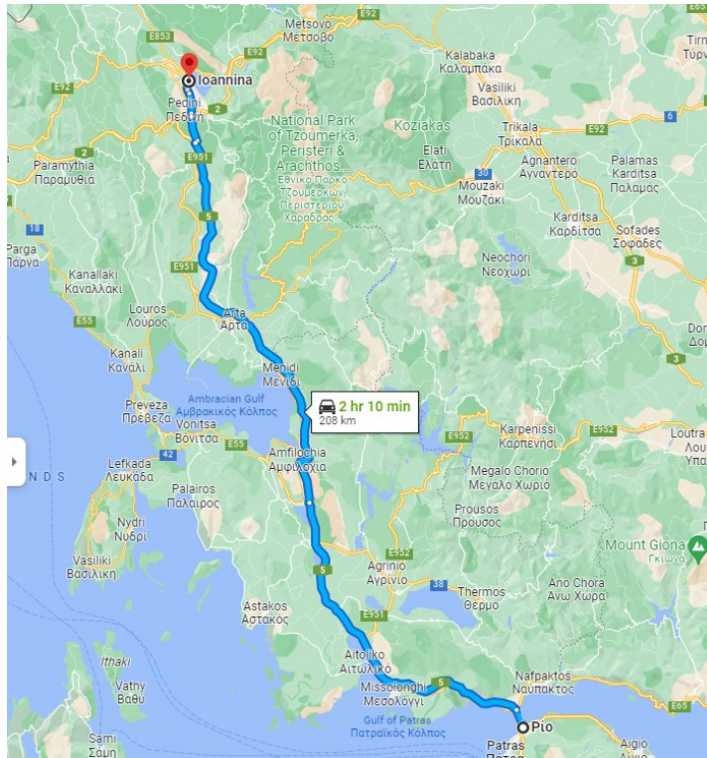 Metsovo
Μέτσοβο
E65
E853
E92
Ioannina
E92
Kalabaka
Καλαμπάκα
Pedini
Πεδινή
2
Vasiliki
Βασιλική
6
National Park
of Tzoumerka,
Peristeri &
Arachthos...
Εθνικό Πάρκο
Τζουμέρκων,
Περιστερίου
Χαράδρας...
Koziakas
Trikala
Τρίκαλα
E92
Elati
Ελάτη
Agnantero
Αγναντερό
Palamas
Karditsa
Παλαμάς
E951
2
Paramythia
Παραμυθιά
30
Mouzaki
Μουζάκι
5
Karditsa
Καρδίτσα
Sofades
Σοφάδες
18
Parga
Πάργα
E951
Neochori
Νεοχώρι
3
Kanallaki
Καναλλάκι
Louros
Λούρος
Arta
Άρτα
E55
Kanali
Κανάλι
Menidi
Μενίδι
3
Ambracian Gulf
Αμβρακικός Κόλπος
2 hr 10 min
208 km
Preveza
Πρέβεζα
Vonitsa
Βόνιτσα
E55
Karpenissi
Καρπενήσι
E952
E952
42
Amfilochia
Αμφιλοχία
Lefkada
Λευκάδα
Megalo Chorio
Μεγάλο Χωριό
Palairos
Πάλαιρος
Prousos
Προυσός
Nydri
Νυδρί
Mount Giona
Γκιώνα
E952
Vasiliki
Βασιλική
5
Agrinio
Αγρίνιο
38
Thermos
Θέρμο
Ano Chora
Άνω Χώρα
Astakos
Αστακός
E951
Ithaki
Aitoliko
Αιτωλικό
Vathy
Βαθύ
Missolonghi
Μεσολόγγι
5
Nafpaktos
Ναύπακτος
E65
Gulf of Patras
Πατραϊκός Κόλπος
Rio
Sami
Σάμη
Patras
Aigio